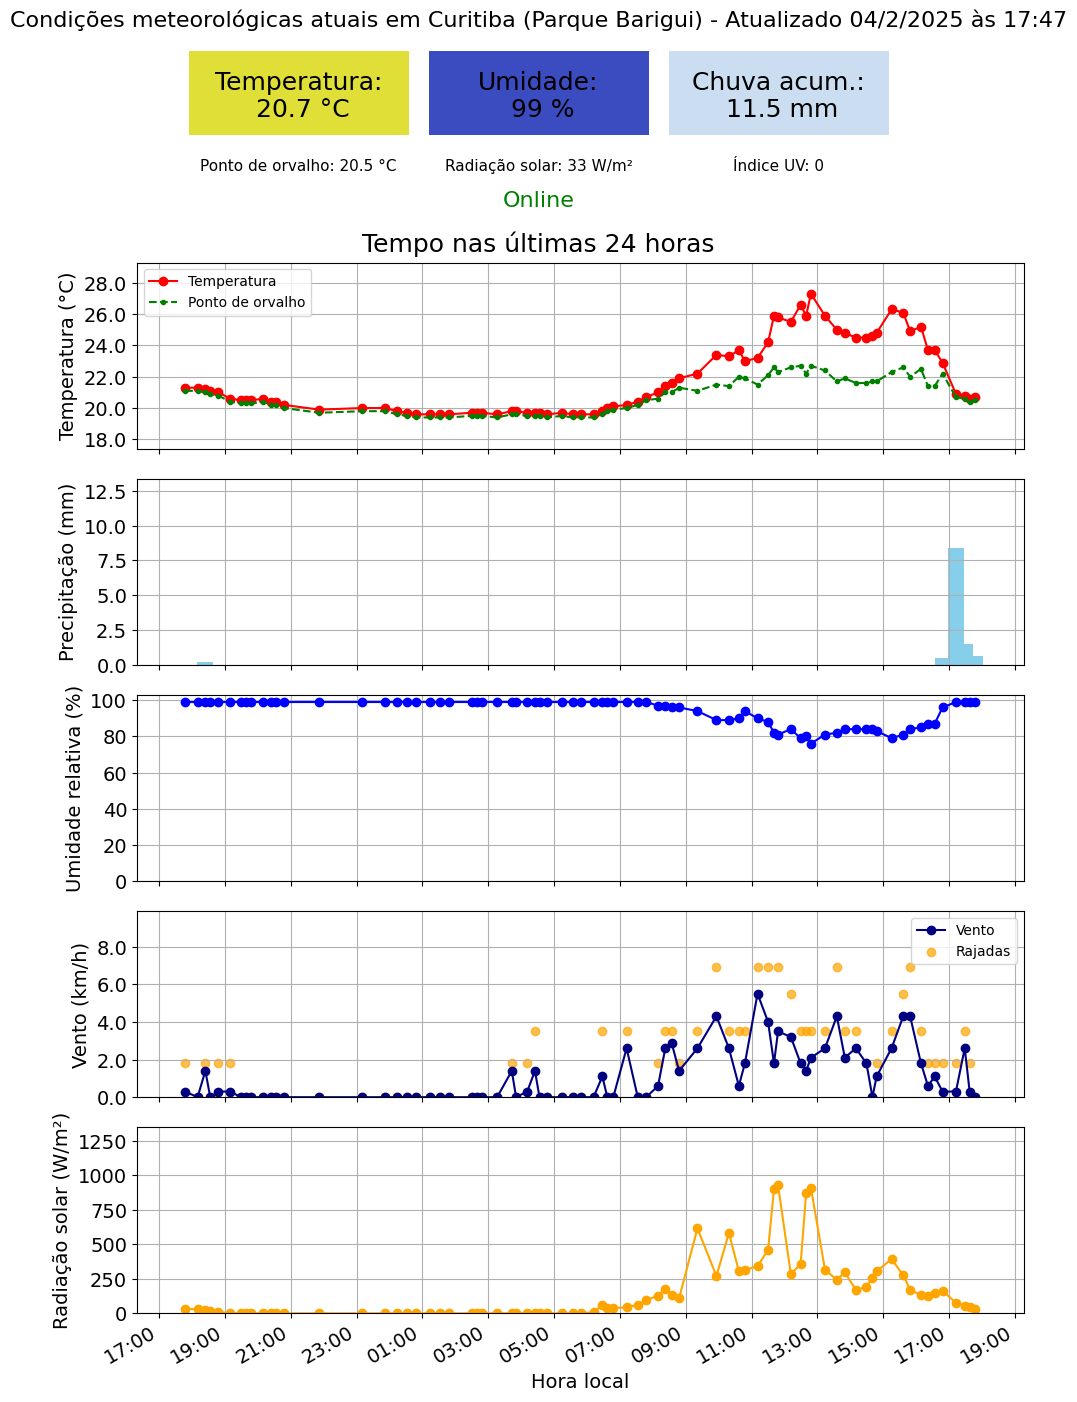 Condições meteorológicas atuais em Curitiba (Parque Barigui) - Atualizado 04/2/2025 às 17:47
Temperatura:
20.7 °C
Umidade:
99 %
Chuva acum.:
11.5 mm
Ponto de orvalho: 20.5 °C
Radiação solar: 33 W/m²
Índice UV: 0
Online
Tempo nas últimas 24 horas
Temperatura (°C)
28.0
26.0
24.0
22.0
20.0
18.0
Temperatura
Ponto de orvalho
Precipitação (mm)
12.5
10.0
7.5
5.0
2.5
0.0
Umidade relativa (%)
100
80
60
40
20
0
Vento (km/h)
8.0
6.0
4.0
2.0
0.0
Vento
Rajadas
Radiação solar (W/m²)
1250
1000
750
500
250
0
17:00
19:00
21:00
23:00
01:00
03:00
05:00
07:00
09:00
11:00
13:00
15:00
17:00
19:00
Hora local